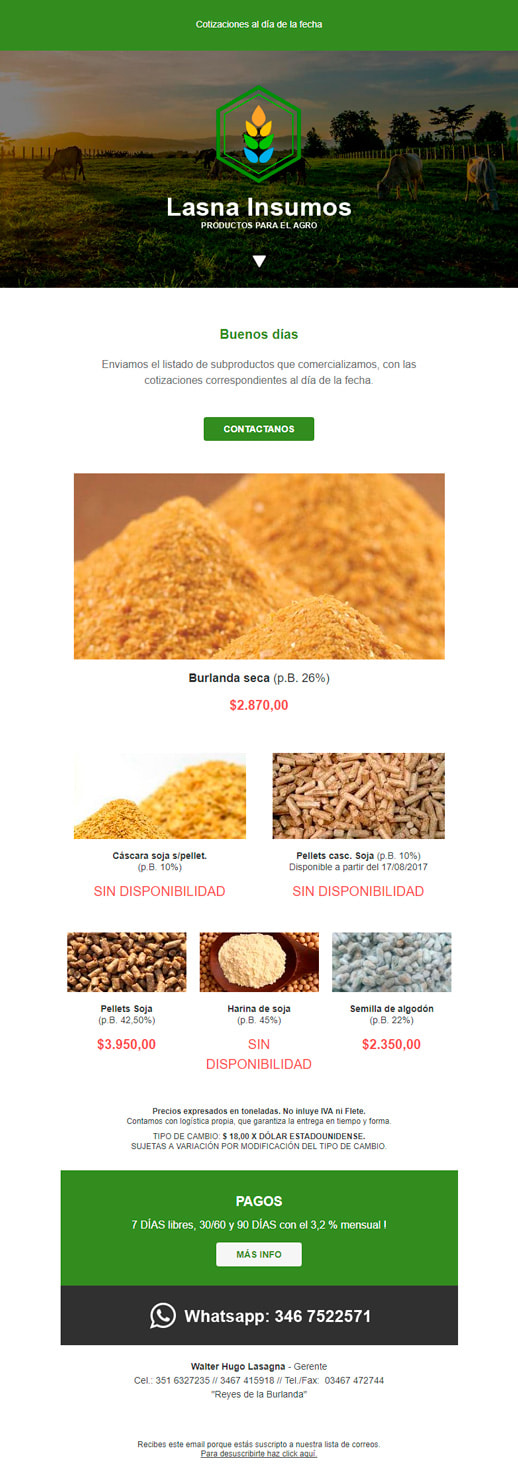 Cotizaciones al día de la fecha
Lasna Insumos
PRODUCTOS PARA EL AGRO
Buenos días
Enviamos el listado de subproductos que comercializamos, con las
cotizaciones correspondientes al día de la fecha.
CONTACTANOS
Burlanda seca (p.B. 26%)
$2.870,00
Cáscara soja s/pellet.
(p.B. 10%)
SIN DISPONIBILIDAD
Pellets casc. Soja (p.B. 10%)
Disponible a partir del 17/08/2017
SIN DISPONIBILIDAD
Pellets Soja
(p.B. 42,50%)
$3.950,00
Harina de soja
(p.B. 45%)
SIN
DISPONIBILIDAD
Semilla de algodón
(p.B. 22%)
$2.350,00
Precios expresados en toneladas. No inluye IVA ni Flete.
Contamos con logística propia, que garantiza la entrega en tiempo y forma.
TIPO DE CAMBIO: $ 18,00 X DÓLAR ESTADOUNIDENSE.
SUJETAS A VARIACIÓN POR MODIFICACIÓN DEL TIPO DE CAMBIO.
PAGOS
7 DÍAS libres, 30/60 y 90 DÍAS con el 3,2 % mensual !
MÁS INFO
Whatsapp: 346 7522571
Walter Hugo Lasagna - Gerente
Cel.: 351 6327235 // 3467 415918 // Tel./Fax: 03467 472744
"Reyes de la Burlanda"
Recibes este email porque estás suscripto a nuestra lista de correos.
Para desuscribirte haz click aquí.